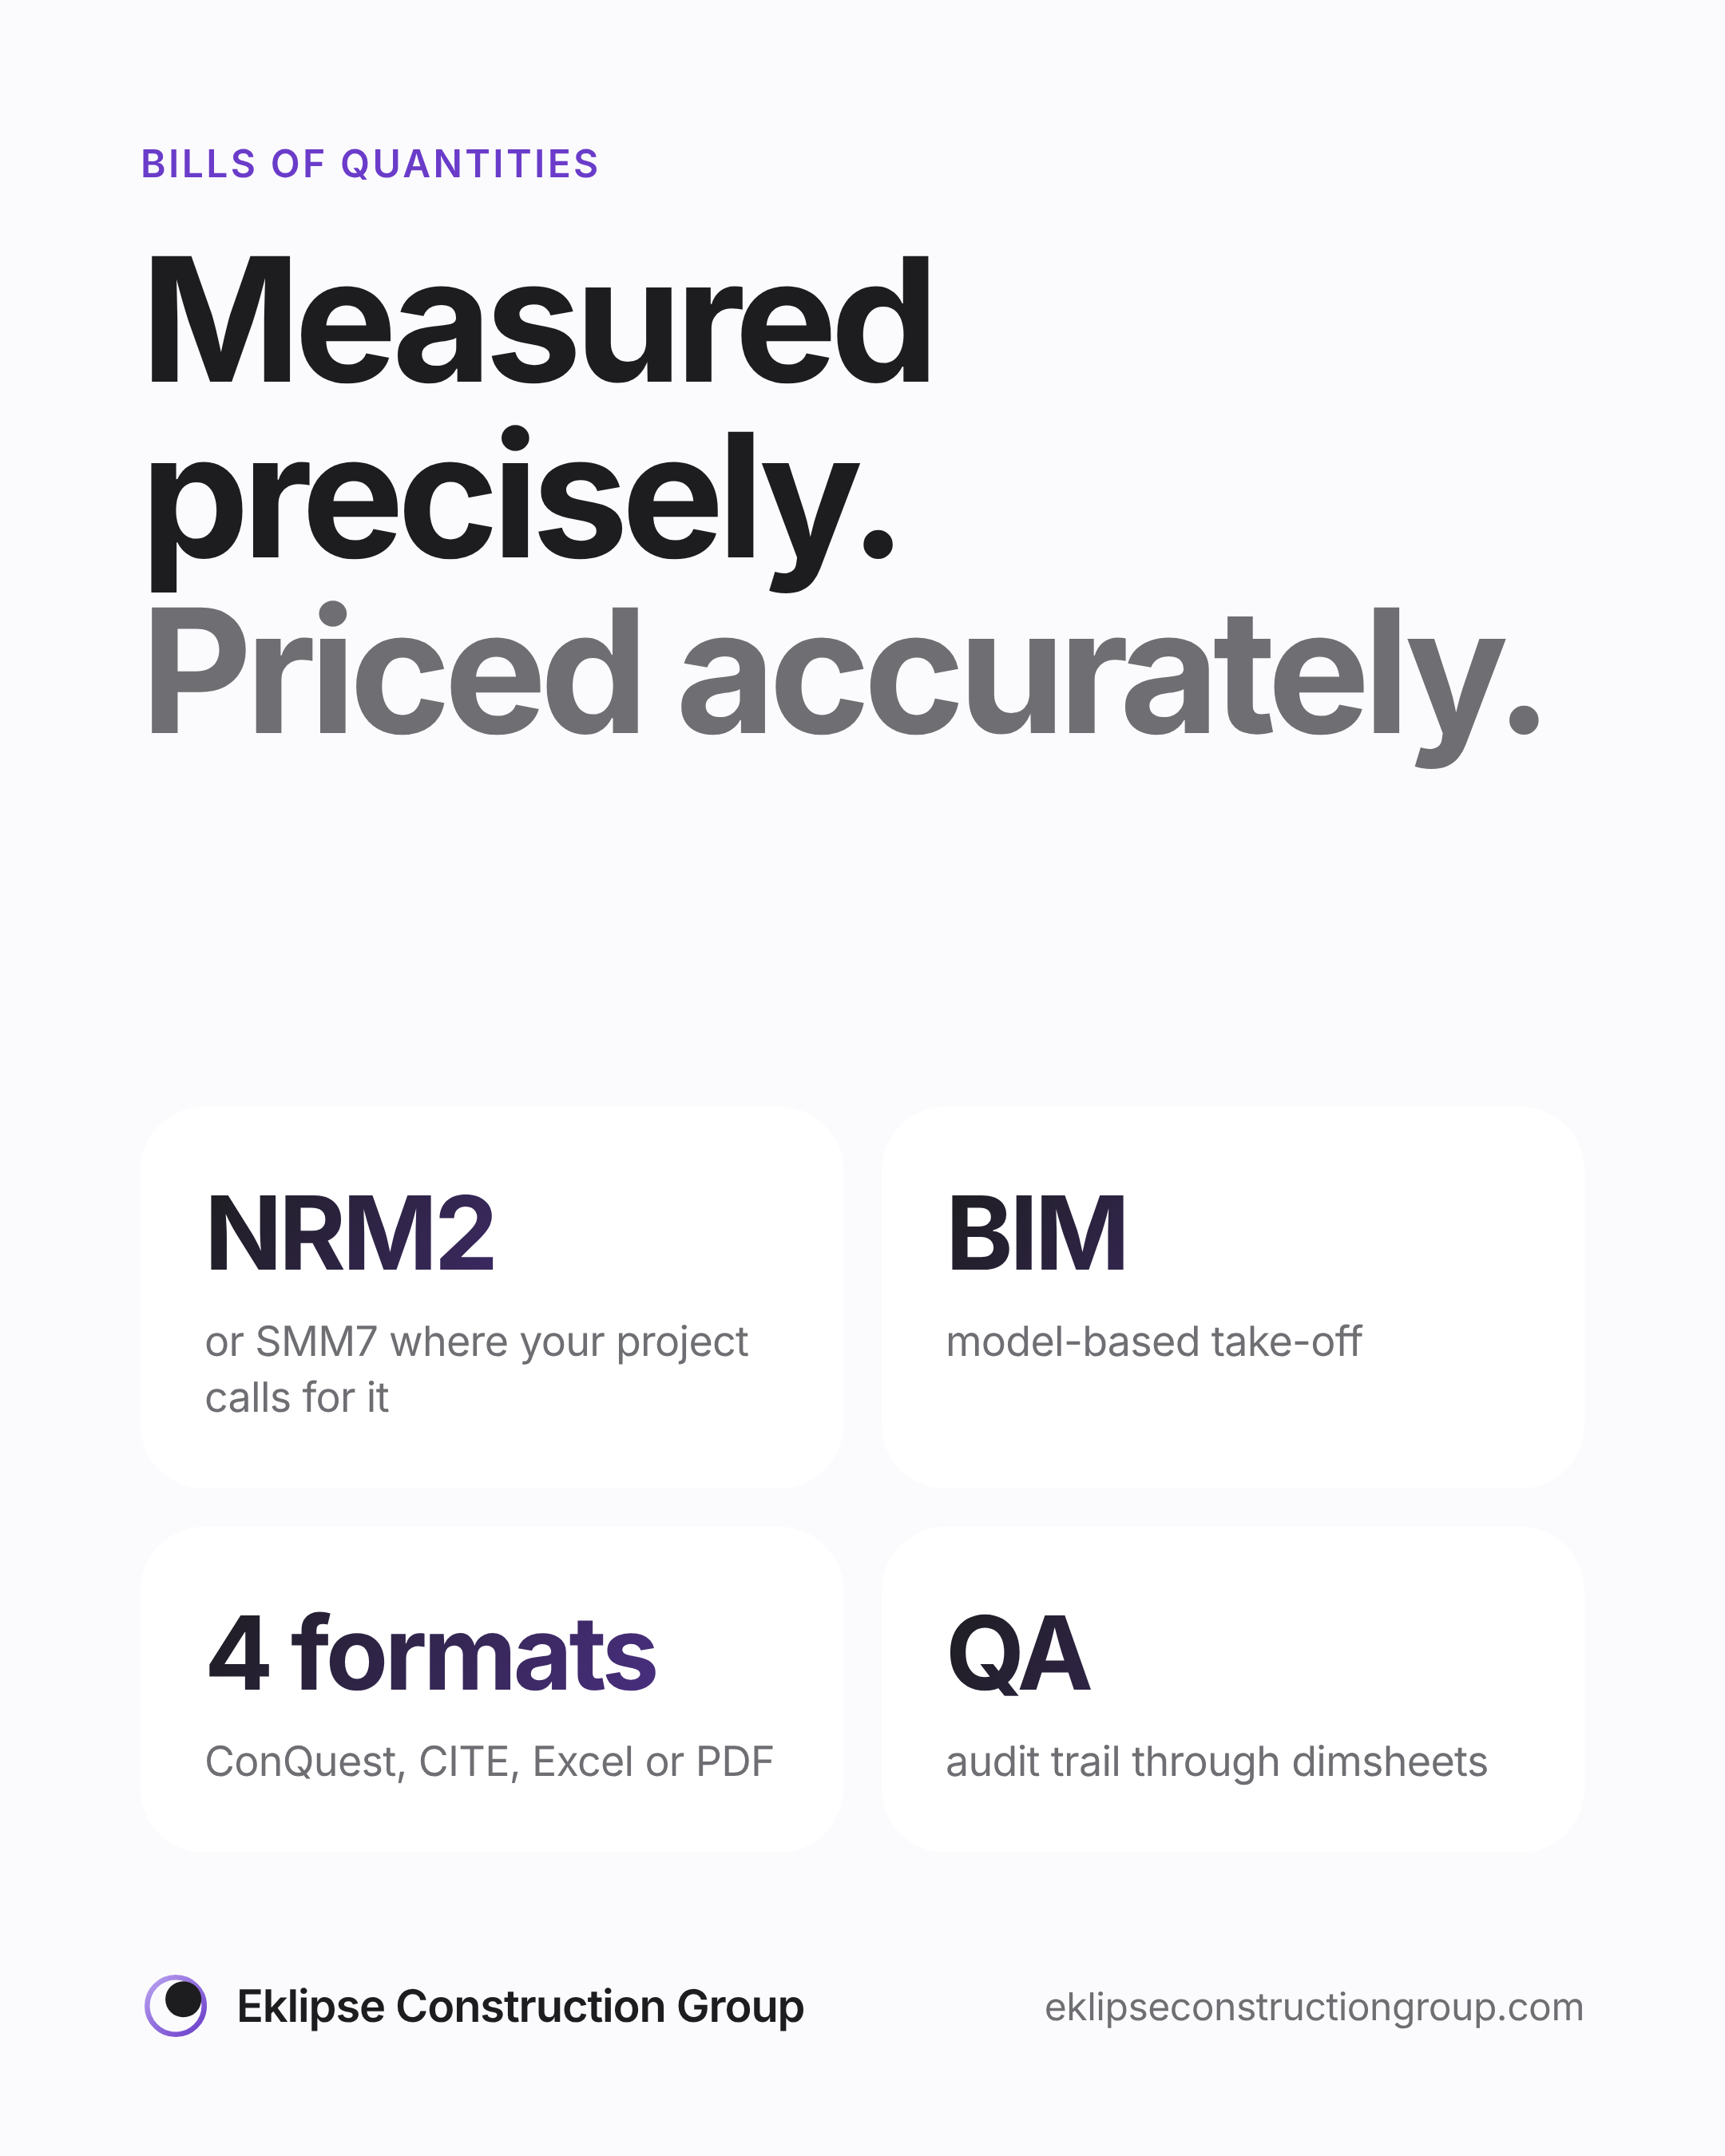 BILLS OF QUANTITIES
Measured
precisely.
Priced accurately.
NRM2
or SMM7 where your project
calls for it
BIM
model-based take-off
4 formats
ConQuest, CITE, Excel or PDF
QA
audit trail through dimsheets
Eklipse Construction Group
eklipseconstructiongroup.com